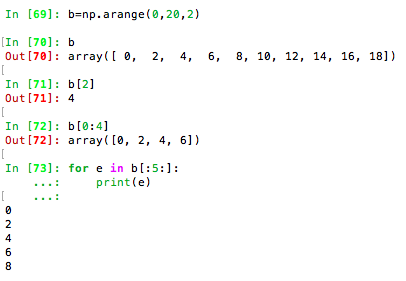 In [69]: b=np.arange(0,20,2)
[In [70]: b
Out[70]: array([ 0,  2,  4,  6,  8, 10, 12, 14, 16, 18])
[
In [71]: b[2]
Out[71]: 4
[
In [72]: b[0:4]
Out[72]: array([0, 2, 4, 6])
[
In [73]: for e in b[:5:]:
    ...:     print(e)
[    ...:
0
2
4
6
8